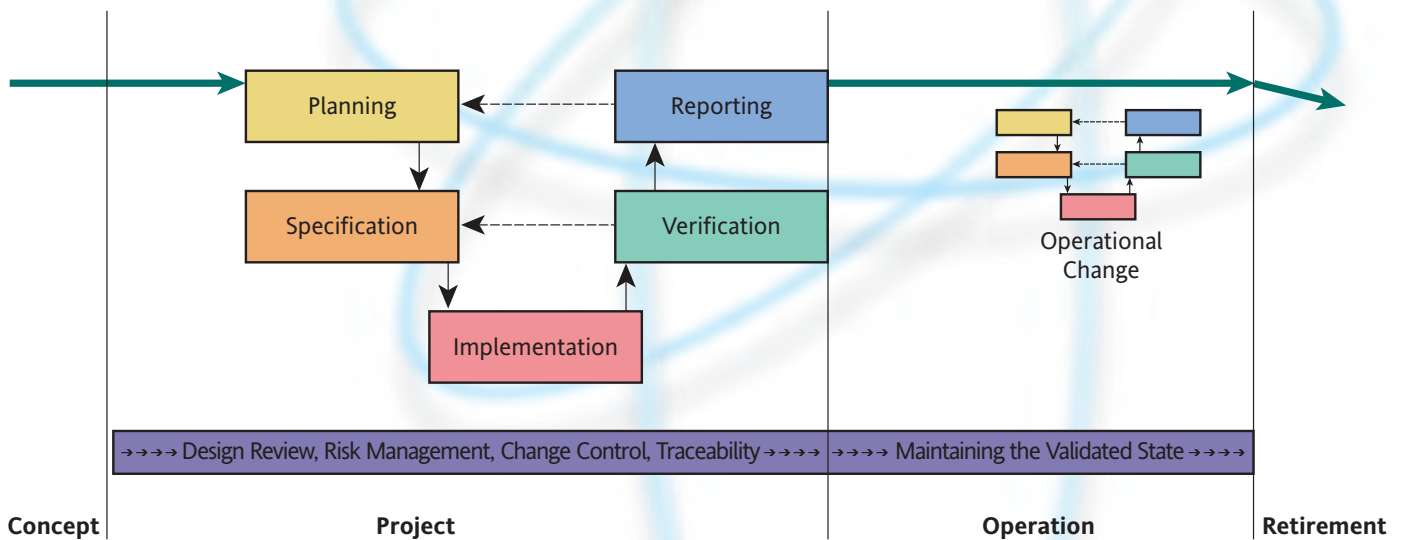 Planning
Reporting
Specification
Verification
Implementation
Operational
Change
→→→→ Design Review, Risk Management, Change Control, Traceability →→→→
→→→→ Maintaining the Validated State →→→→
Concept
Project
Operation
Retirement